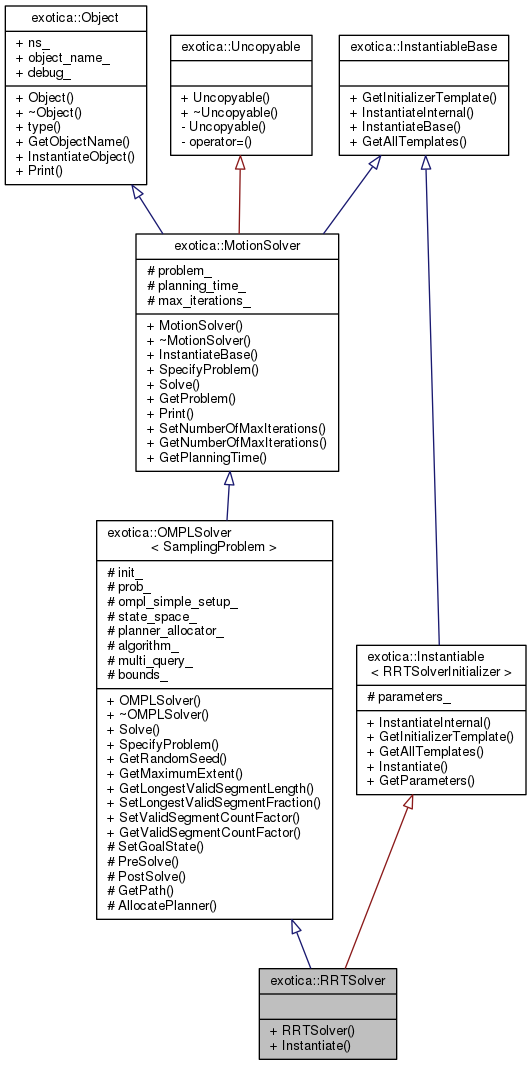 exotica::Object
+ ns_
+ object_name_
+ debug_
+ Object()
+ ~Object()
+ type()
+ GetObjectName()
+ InstantiateObject()
+ Print()
exotica::Uncopyable
+ Uncopyable()
+ ~Uncopyable()
- Uncopyable()
- operator=()
exotica::InstantiableBase
+ GetInitializerTemplate()
+ InstantiateInternal()
+ InstantiateBase()
+ GetAllTemplates()
exotica::MotionSolver
# problem_
# planning_time_
# max_iterations_
+ MotionSolver()
+ ~MotionSolver()
+ InstantiateBase()
+ SpecifyProblem()
+ Solve()
+ GetProblem()
+ Print()
+ SetNumberOfMaxIterations()
+ GetNumberOfMaxIterations()
+ GetPlanningTime()
exotica::OMPLSolver
< SamplingProblem >
# init_
# prob_
# ompl_simple_setup_
# state_space_
# planner_allocator_
# algorithm_
# multi_query_
# bounds_
+ OMPLSolver()
+ ~OMPLSolver()
+ Solve()
+ SpecifyProblem()
+ GetRandomSeed()
+ GetMaximumExtent()
+ GetLongestValidSegmentLength()
+ SetLongestValidSegmentFraction()
+ SetValidSegmentCountFactor()
+ GetValidSegmentCountFactor()
# SetGoalState()
# PreSolve()
# PostSolve()
# GetPath()
# AllocatePlanner()
exotica::Instantiable
< RRTSolverInitializer >
# parameters_
+ InstantiateInternal()
+ GetInitializerTemplate()
+ GetAllTemplates()
+ Instantiate()
+ GetParameters()
exotica::RRTSolver
+ RRTSolver()
+ Instantiate()